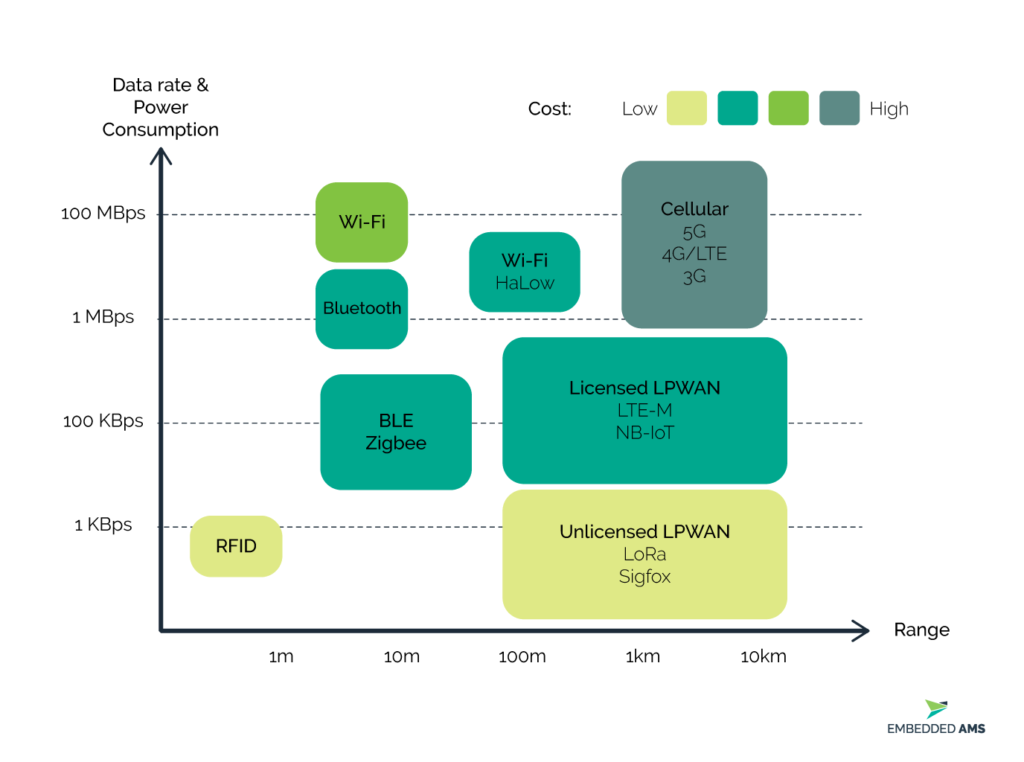 Data rate &
Power
Consumption
Cost:
Low
High
100 MBps
1 MBps
100 KBps
1 KBps
Wi-Fi
Bluetooth
Wi-Fi
HaLow
Cellular
5G
4G/LTE
3G
BLE
Zigbee
Licensed LPWAN
LTE-M
NB-IoT
RFID
Unlicensed LPWAN
LoRa
Sigfox
Range
1m
10m
100m
1km
10km
EMBEDDED AMS